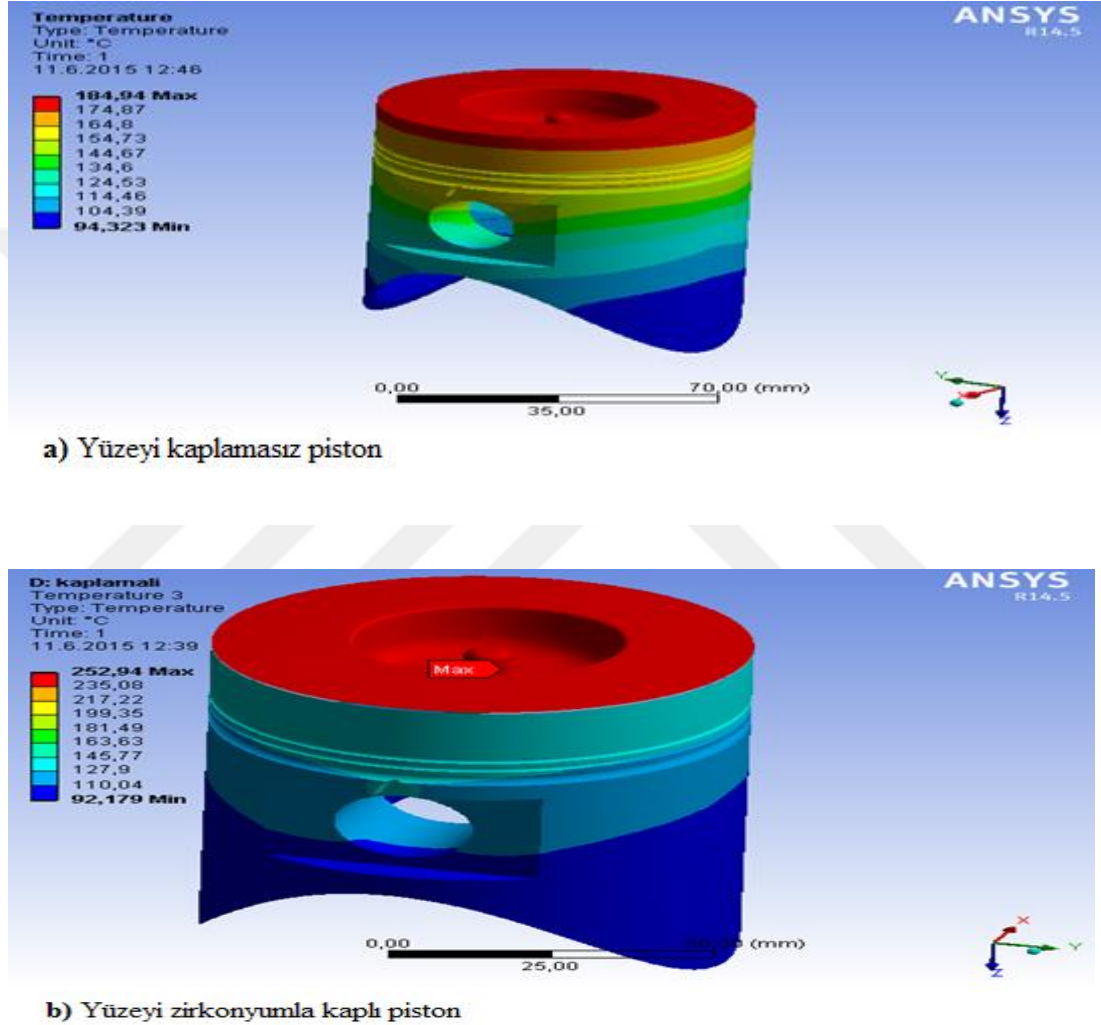 Temperature
Type: Temperature
Unit: °C
Time: 1
11.6.2015 12:46
184,94 Max
174,87
164,8
154,73
144,67
134,6
124,53
114,46
104,39
94,323 Min
ANSYS
R14.5
0,00
70,00 (mm)
35,00
Y
X
Z
a) Yüzeyi kaplamasız piston
D: kaplamali
Temperature 3
Type: Temperature
Unit: °C
Time: 1
11.6.2015 12:39
252,94 Max
235,08
217,22
199,35
181,49
163,63
145,77
127,9
110,04
92,179 Min
ANSYS
R14.5
Max
0,00
(mm)
25,00
X
Y
Z
b) Yüzeyi zirkonyumla kaplı piston